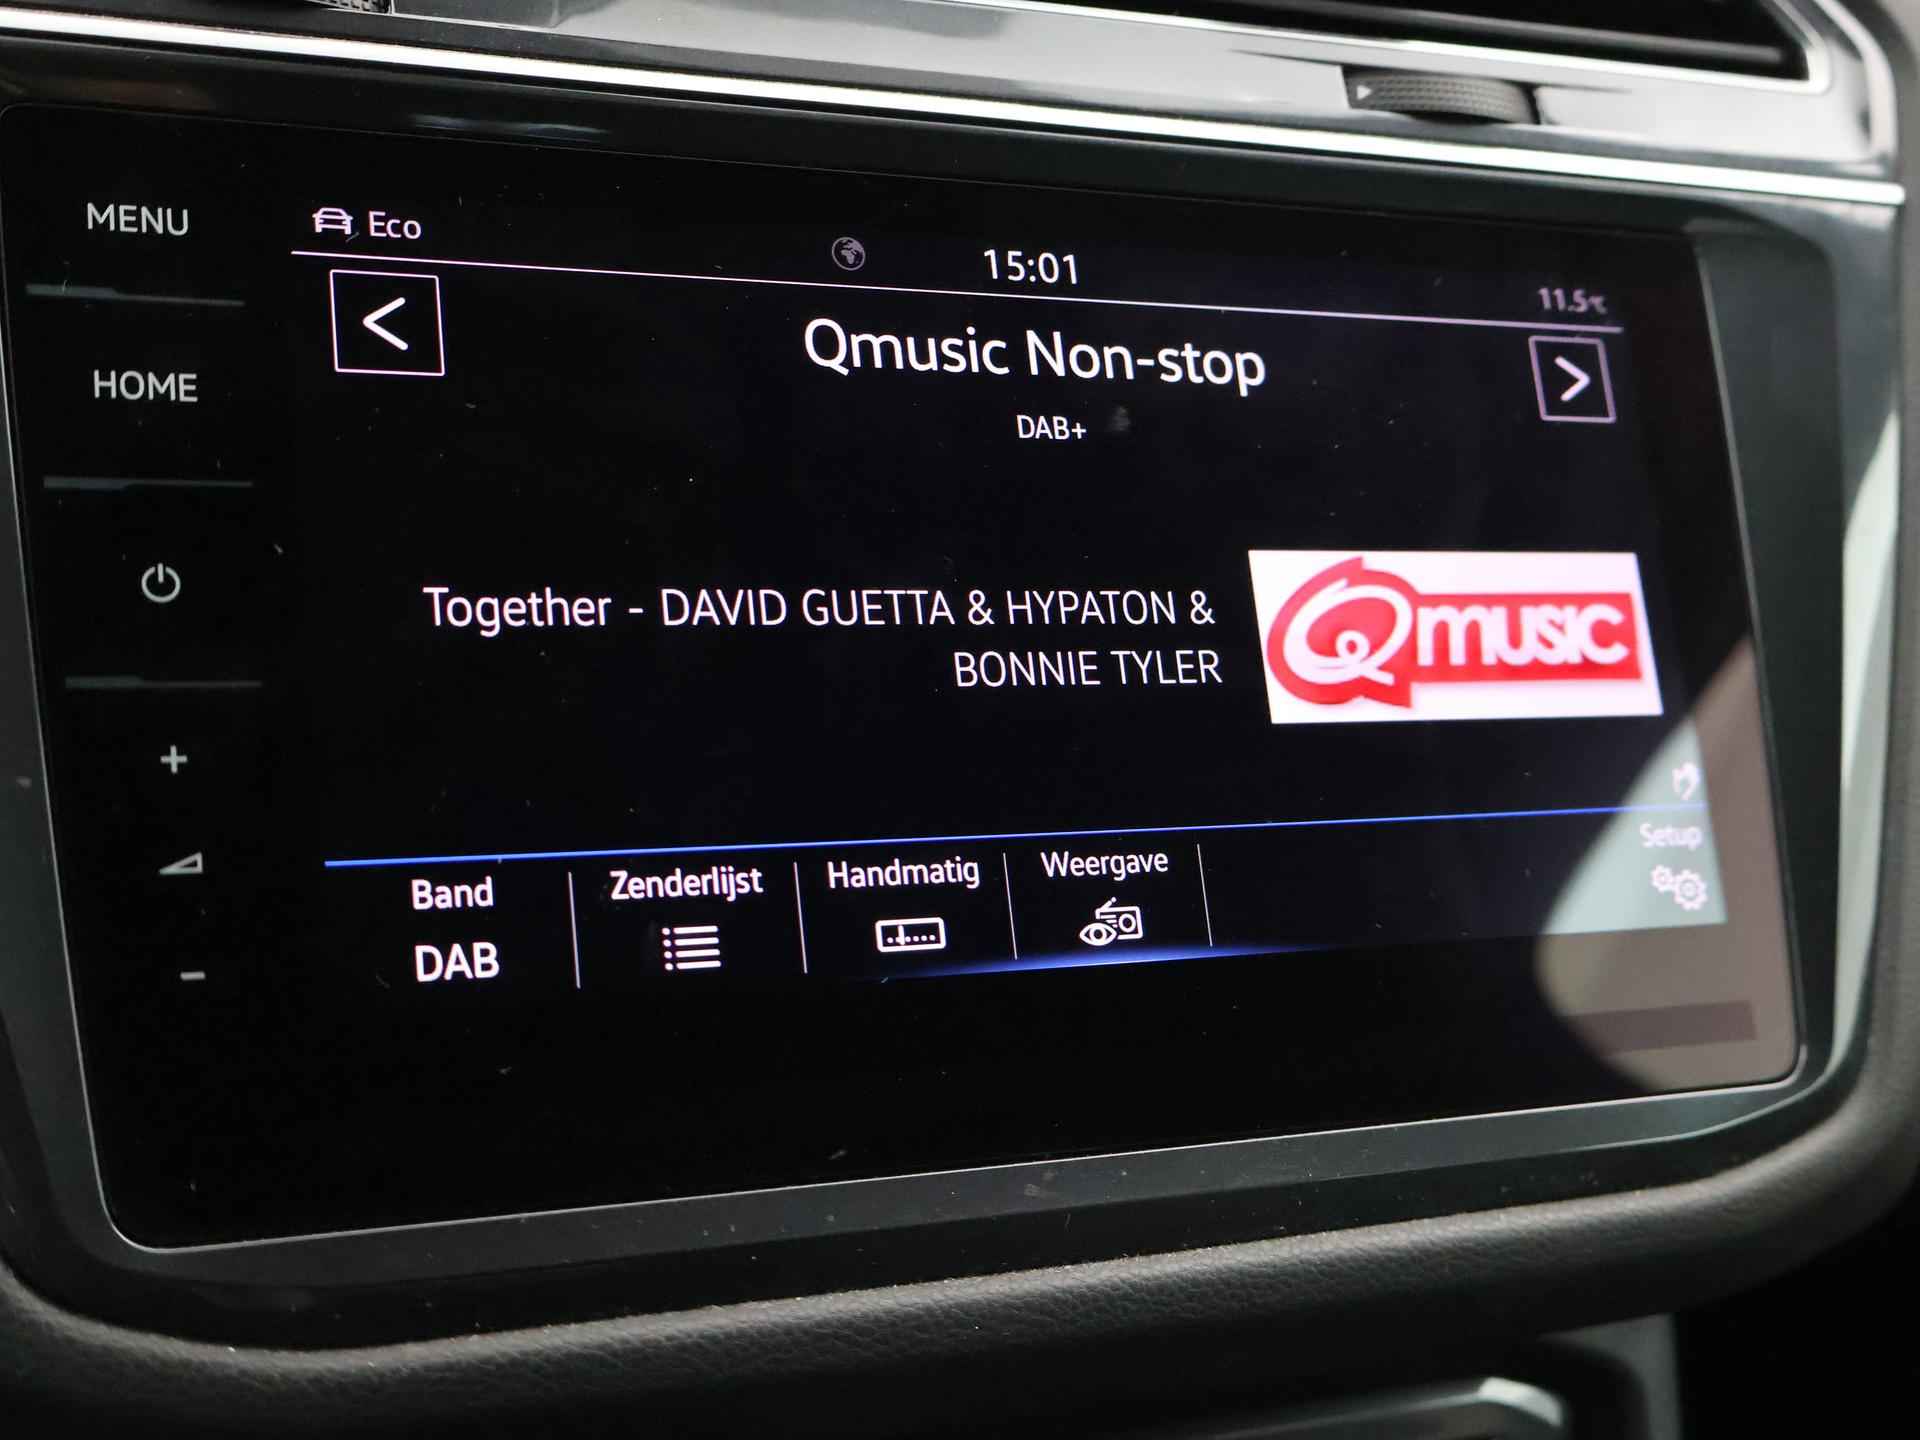 MENU
HOME
Eco
15:01
11.5°C
Qmusic Non-stop
DAB+
Together - DAVID GUETTA & HYPATON &
BONNIE TYLER
Qmusic
Band
DAB
Zenderlijst
Handmatig
Weergave
Setup